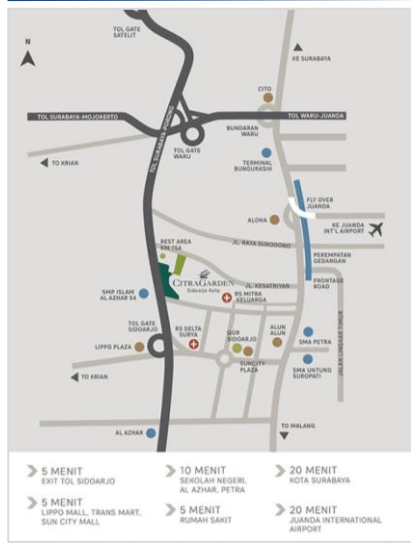 TOL GATE
SATELIT
N
KE SURABAYA
CITO
TOL SURABAYA-MOJOKERTO
TOL WARU-JUANDA
BUNDARAN
WARU
TOL SURABAYA-PORONG
TOL GATE
WARU
TO KRIAN
TERMINAL
BUNGURASIH
FLY OVER
JUANDA
ALOHA
KE JUANDA
INT'L AIRPORT
JL. RAYA SUKODONO
REST AREA
KM 754
PEREMPATAN
GEDANGAN
CITRAGARDEN
Sidoarjo Kota
JL. KESATRIYAN
FRONTAGE
ROAD
RS MITRA
KELUARGA
SMP ISLAM
AL AZHAR 54
JALAN LINGKAR TIMUR
TOL GATE
SIDOARJO
RS DELTA
SURYA
GOR
SIDOARJO
ALUN
ALUN
SMA PETRA
LIPPO PLAZA
SUNCITY
PLAZA
SMA UNTUNG
SUROPATI
TO KRIAN
TO MALANG
AL AZHAR
5 MENIT
EXIT TOL SIDOARJO
10 MENIT
SEKOLAH NEGERI,
AL AZHAR, PETRA
20 MENIT
KOTA SURABAYA
5 MENIT
LIPPO MALL, TRANS MART,
SUN CITY MALL
5 MENIT
RUMAH SAKIT
20 MENIT
JUANDA INTERNATIONAL
AIRPORT